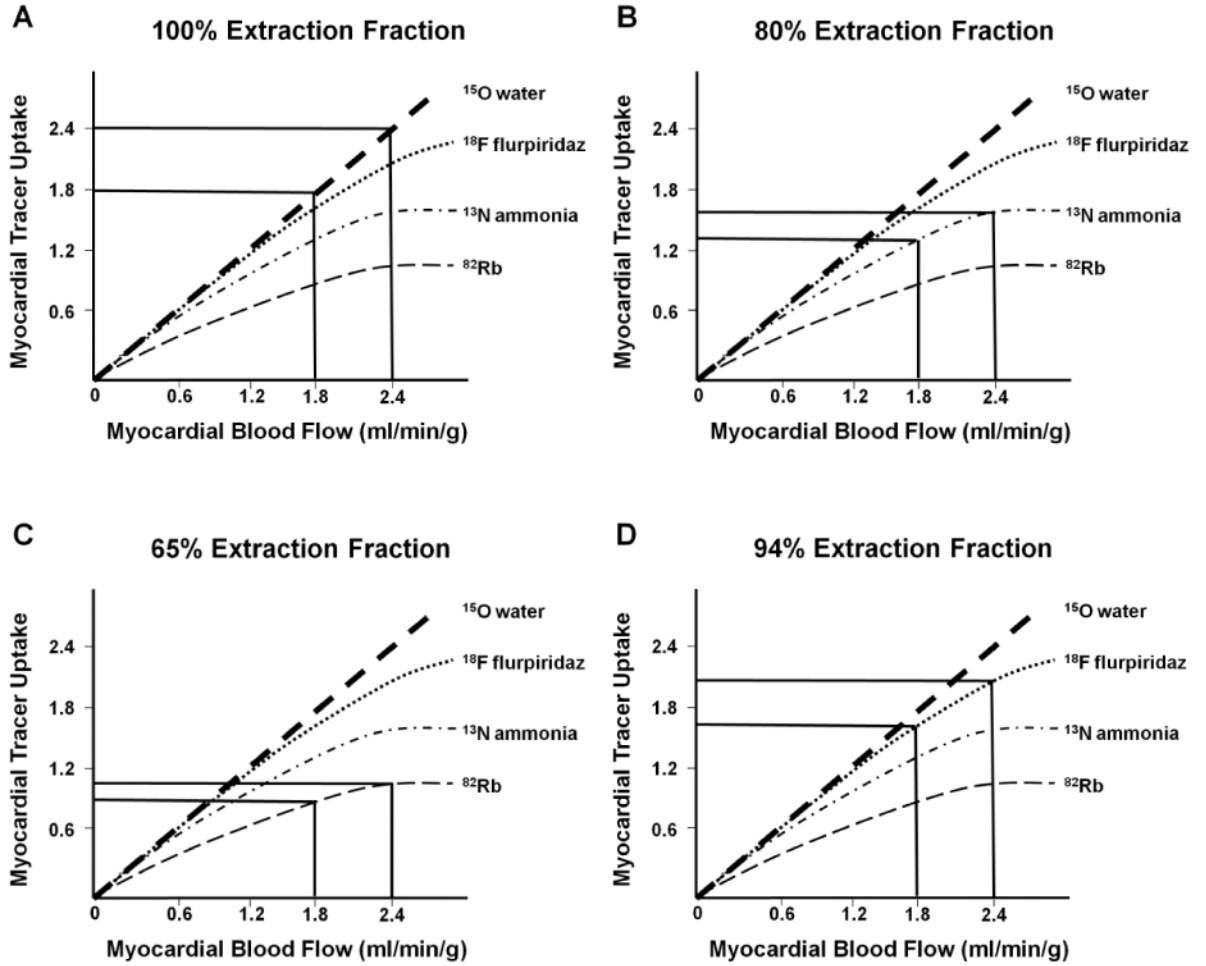 A
100% Extraction Fraction
Myocardial Tracer Uptake
2.4
1.8
1.2
0.6
¹⁵O water
¹⁸F flurpiridaz
¹³N ammonia
⁸²Rb
0 0.6 1.2 1.8 2.4
Myocardial Blood Flow (ml/min/g)
B
80% Extraction Fraction
Myocardial Tracer Uptake
2.4
1.8
1.2
0.6
¹⁵O water
¹⁸F flurpiridaz
¹³N ammonia
⁸²Rb
0 0.6 1.2 1.8 2.4
Myocardial Blood Flow (ml/min/g)
C
65% Extraction Fraction
Myocardial Tracer Uptake
2.4
1.8
1.2
0.6
¹⁵O water
¹⁸F flurpiridaz
¹³N ammonia
⁸²Rb
0 0.6 1.2 1.8 2.4
Myocardial Blood Flow (ml/min/g)
D
94% Extraction Fraction
Myocardial Tracer Uptake
2.4
1.8
1.2
0.6
¹⁵O water
¹⁸F flurpiridaz
¹³N ammonia
⁸²Rb
0 0.6 1.2 1.8 2.4
Myocardial Blood Flow (ml/min/g)